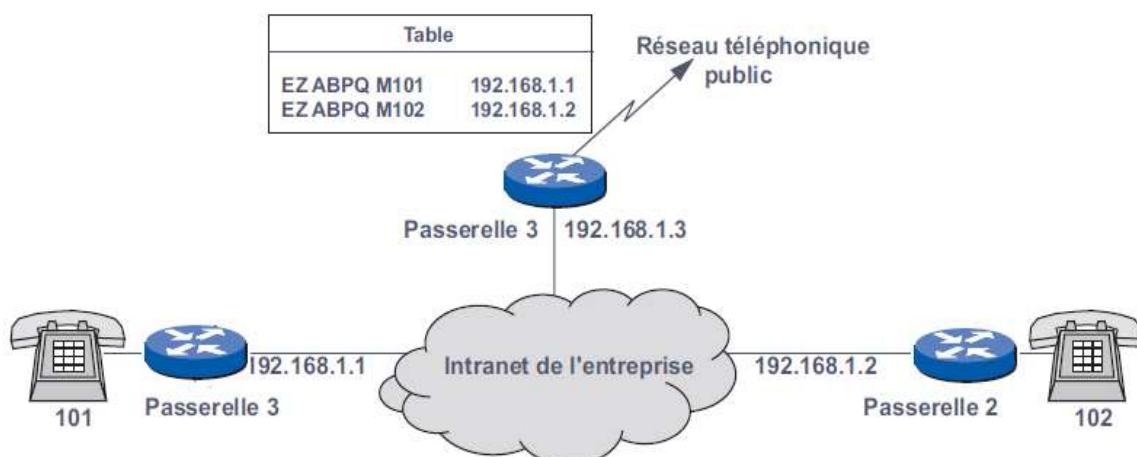 Table
EZ ABPQ M101 192.168.1.1
EZ ABPQ M102 192.168.1.2
Réseau téléphonique
public
Passerelle 3 192.168.1.3
Intranet de l'entreprise
192.168.1.1
Passerelle 3
101
192.168.1.2
Passerelle 2
102